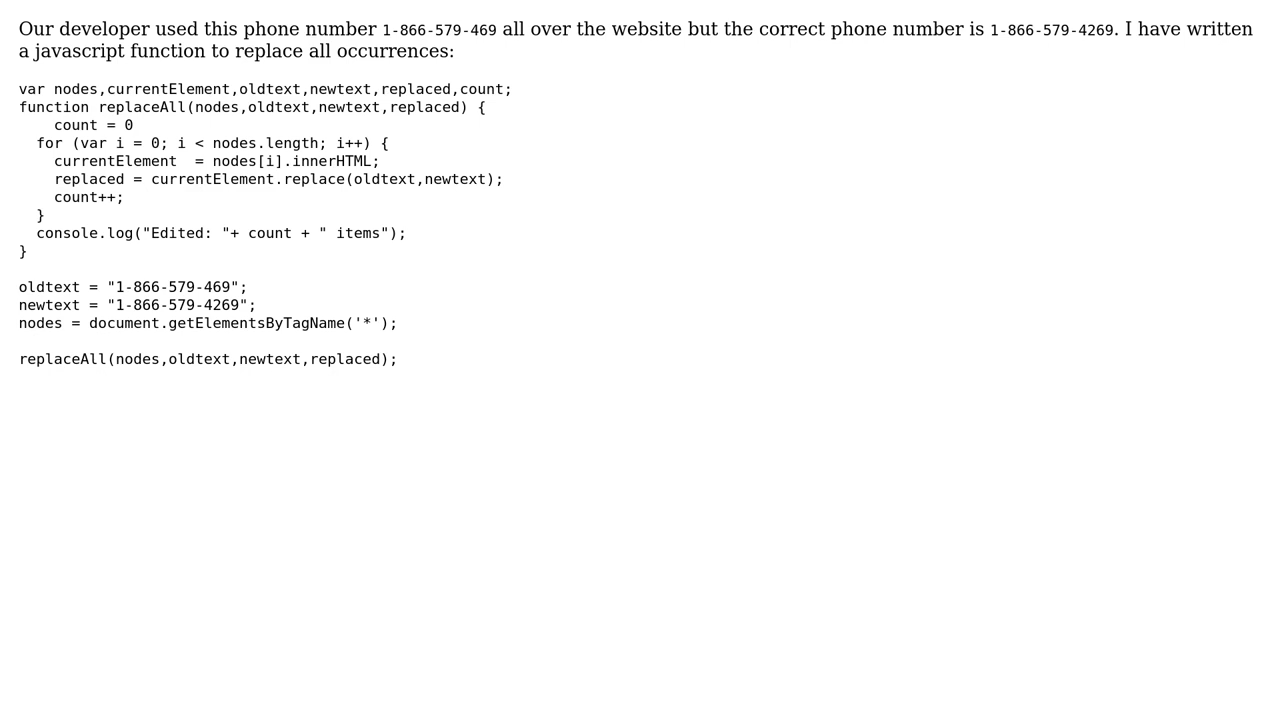 Our developer used this phone number 1-866-579-469 all over the website but the correct phone number is 1-866-579-4269. I have written
a javascript function to replace all occurrences:
var nodes,currentElement,oldtext,newtext,replaced,count;
function replaceAll(nodes,oldtext,newtext,replaced) {
    count = 0
  for (var i = 0; i < nodes.length; i++) {
    currentElement  = nodes[i].innerHTML;
    replaced = currentElement.replace(oldtext,newtext);
    count++;
  }
  console.log("Edited: "+ count + " items");
}
oldtext = "1-866-579-469";
newtext = "1-866-579-4269";
nodes = document.getElementsByTagName('*');
replaceAll(nodes,oldtext,newtext,replaced);